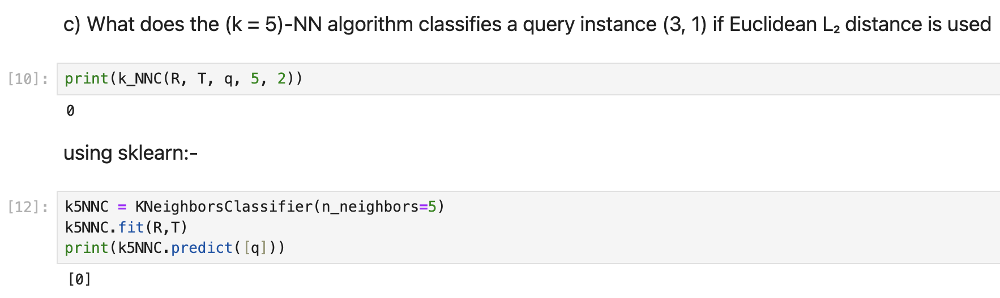 c) What does the (k = 5)-NN algorithm classifies a query instance (3, 1) if Euclidean L₂ distance is used
[10]: print(k_NNC(R, T, q, 5, 2))
0
using sklearn:-
[12]: k5NNC = KNeighborsClassifier(n_neighbors=5)
k5NNC.fit(R,T)
print(k5NNC.predict([q]))
[0]